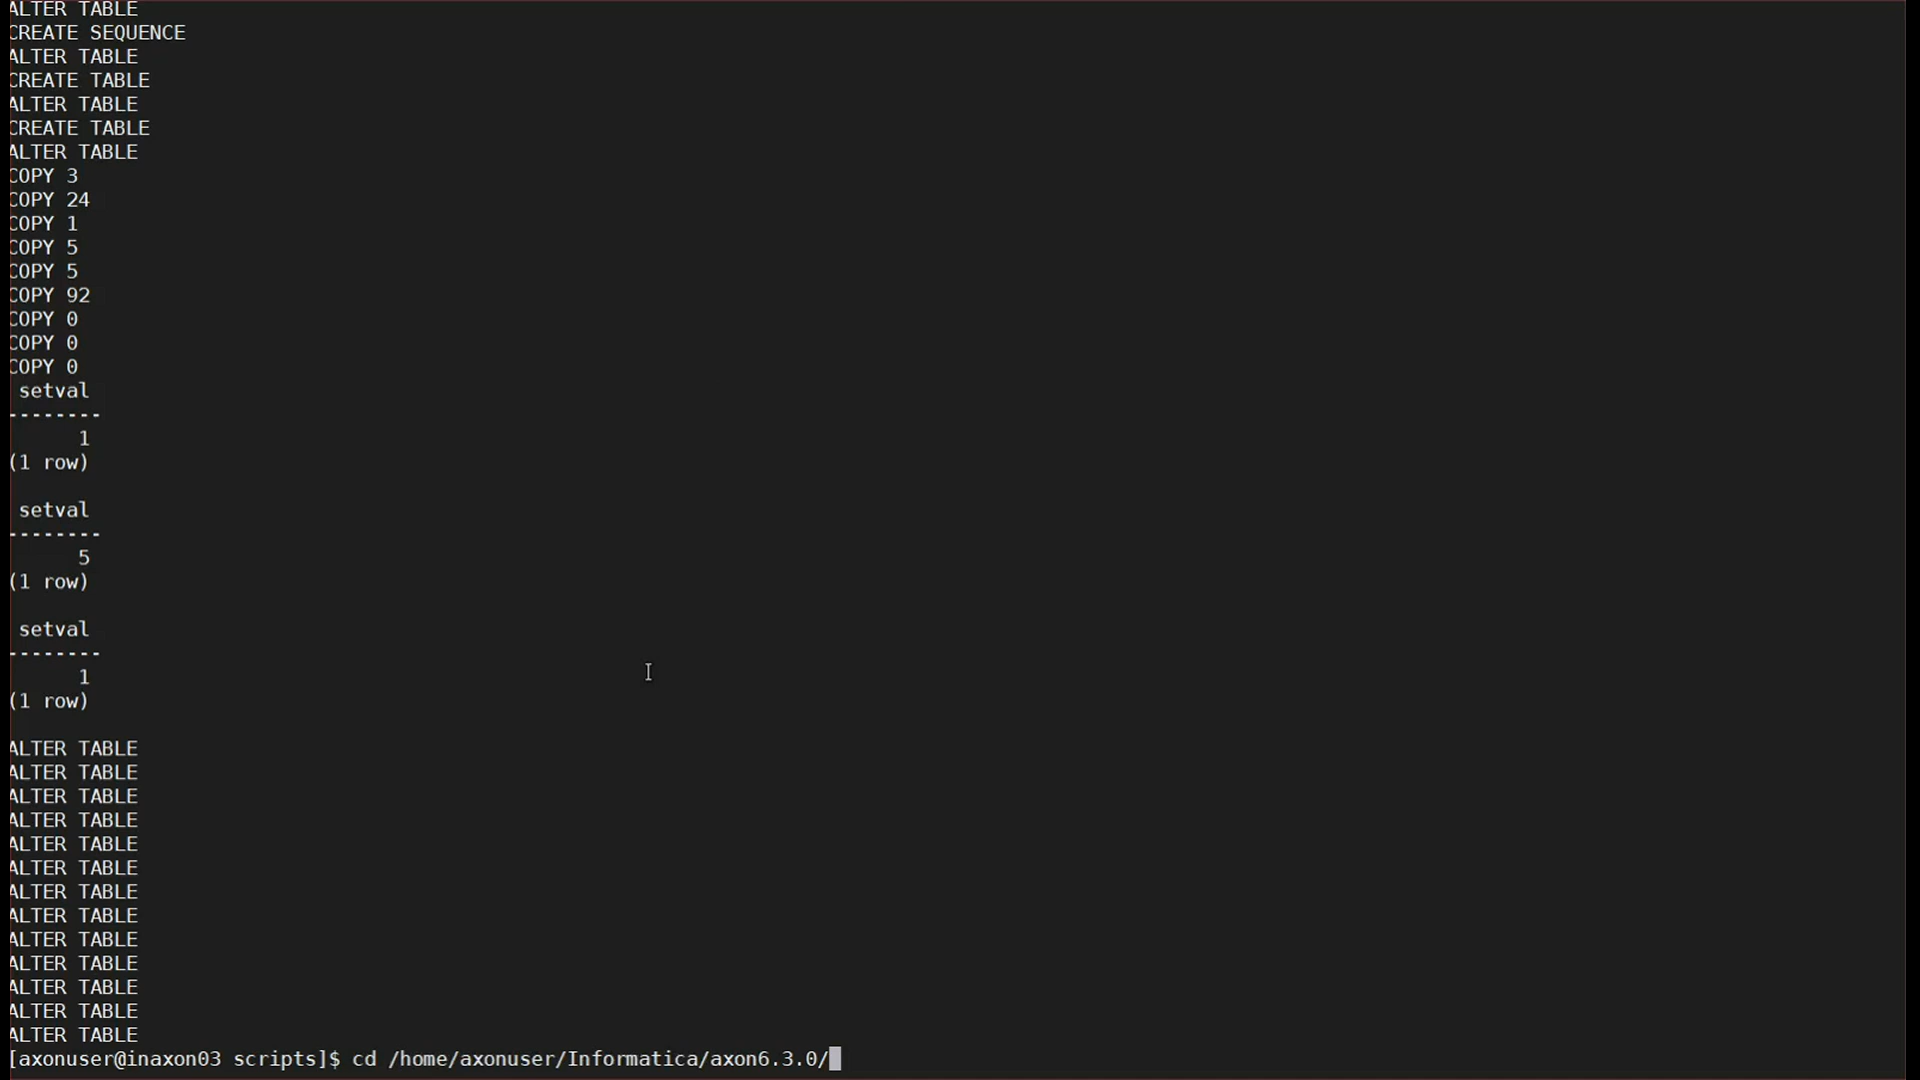 ALTER TABLE
CREATE SEQUENCE
ALTER TABLE
CREATE TABLE
ALTER TABLE
CREATE TABLE
ALTER TABLE
COPY 3
COPY 24
COPY 1
COPY 5
COPY 5
COPY 92
COPY 0
COPY 0
COPY 0
setval
--------
1
(1 row)
setval
--------
5
(1 row)
setval
--------
1
(1 row)
ALTER TABLE
ALTER TABLE
ALTER TABLE
ALTER TABLE
ALTER TABLE
ALTER TABLE
ALTER TABLE
ALTER TABLE
ALTER TABLE
ALTER TABLE
ALTER TABLE
ALTER TABLE
ALTER TABLE
[axonuser@inaxon03 scripts]$ cd /home/axonuser/Informatica/axon6.3.0/